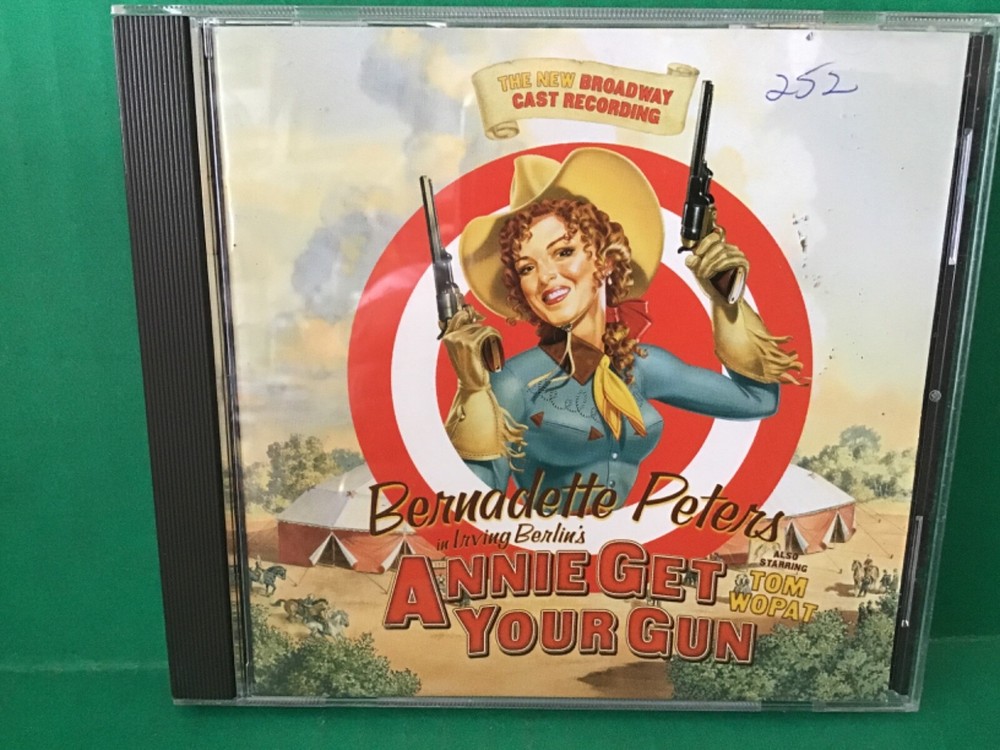 THE NEW BROADWAY
CAST RECORDING
252
Bernadette Peters
in Irving Berlin's
ANNIE GET
YOUR GUN
ALSO
STARRING
TOM
WOPAT